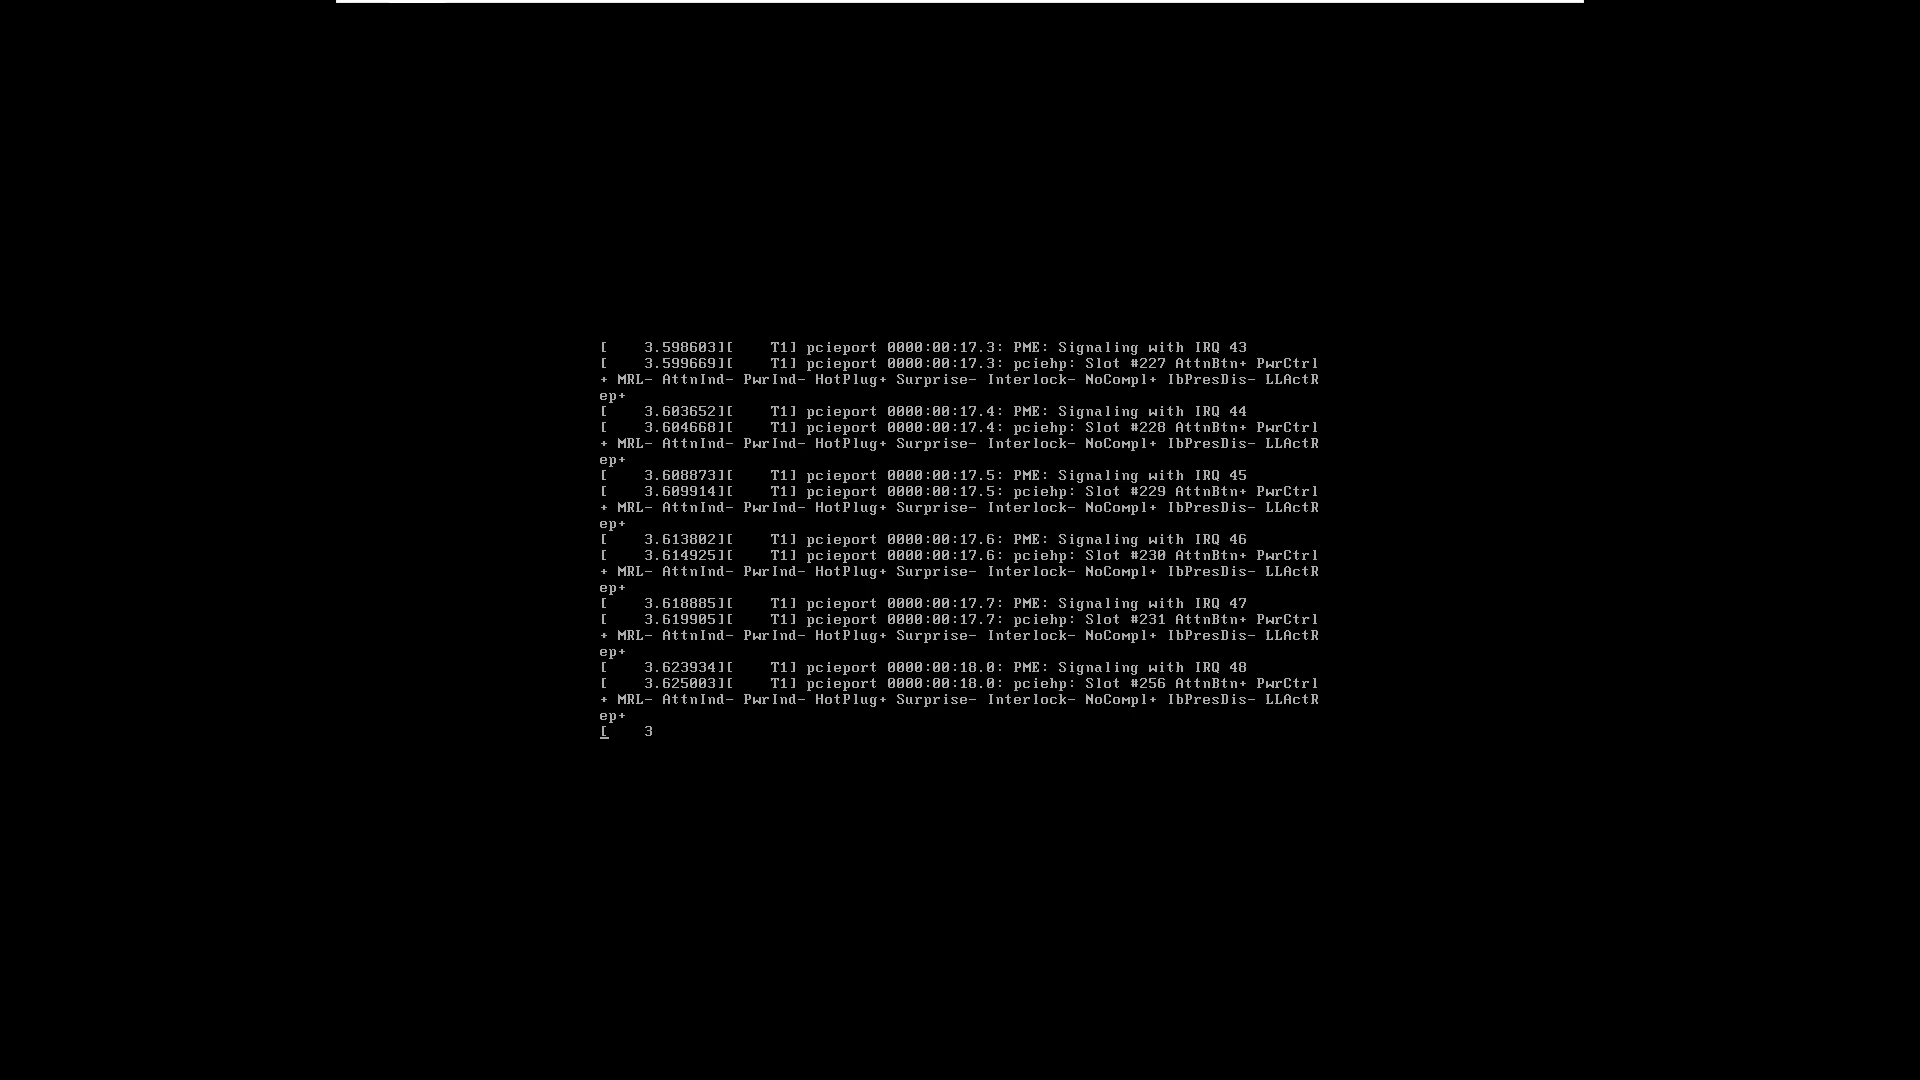 [    3.598603][    T1] pcieport 0000:00:17.3: PME: Signaling with IRQ 43
[    3.599669][    T1] pcieport 0000:00:17.3: pciehp: Slot #227 AttnBtn+ PwrCtrl
+ MRL- AttnInd- PwrInd- HotPlug+ Surprise- Interlock- NoCompl+ IbPresDis- LLActR
ep+
[    3.603652][    T1] pcieport 0000:00:17.4: PME: Signaling with IRQ 44
[    3.604668][    T1] pcieport 0000:00:17.4: pciehp: Slot #228 AttnBtn+ PwrCtrl
+ MRL- AttnInd- PwrInd- HotPlug+ Surprise- Interlock- NoCompl+ IbPresDis- LLActR
ep+
[    3.608873][    T1] pcieport 0000:00:17.5: PME: Signaling with IRQ 45
[    3.609914][    T1] pcieport 0000:00:17.5: pciehp: Slot #229 AttnBtn+ PwrCtrl
+ MRL- AttnInd- PwrInd- HotPlug+ Surprise- Interlock- NoCompl+ IbPresDis- LLActR
ep+
[    3.613802][    T1] pcieport 0000:00:17.6: PME: Signaling with IRQ 46
[    3.614925][    T1] pcieport 0000:00:17.6: pciehp: Slot #230 AttnBtn+ PwrCtrl
+ MRL- AttnInd- PwrInd- HotPlug+ Surprise- Interlock- NoCompl+ IbPresDis- LLActR
ep+
[    3.618885][    T1] pcieport 0000:00:17.7: PME: Signaling with IRQ 47
[    3.619905][    T1] pcieport 0000:00:17.7: pciehp: Slot #231 AttnBtn+ PwrCtrl
+ MRL- AttnInd- PwrInd- HotPlug+ Surprise- Interlock- NoCompl+ IbPresDis- LLActR
ep+
[    3.623934][    T1] pcieport 0000:00:18.0: PME: Signaling with IRQ 48
[    3.625003][    T1] pcieport 0000:00:18.0: pciehp: Slot #256 AttnBtn+ PwrCtrl
+ MRL- AttnInd- PwrInd- HotPlug+ Surprise- Interlock- NoCompl+ IbPresDis- LLActR
ep+
[    3